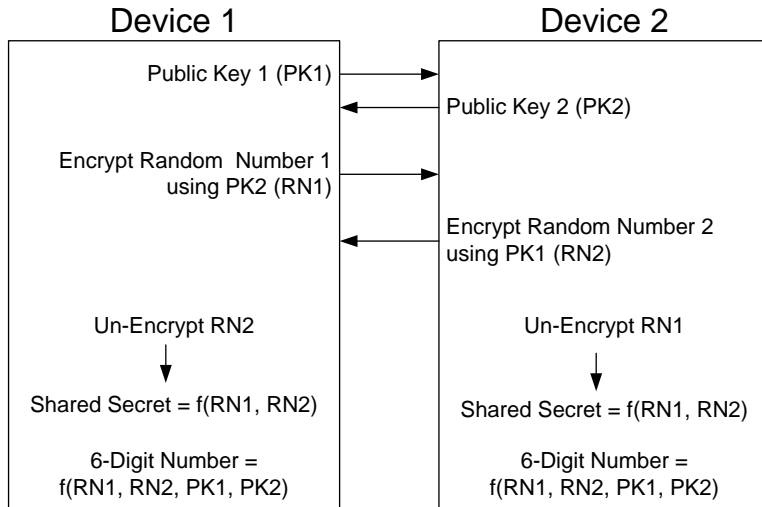 Device 1
Device 2
Public Key 1 (PK1)
Public Key 2 (PK2)
Encrypt Random Number 1
using PK2 (RN1)
Encrypt Random Number 2
using PK1 (RN2)
Un-Encrypt RN2
Un-Encrypt RN1
Shared Secret = f(RN1, RN2)
Shared Secret = f(RN1, RN2)
6-Digit Number =
f(RN1, RN2, PK1, PK2)
6-Digit Number =
f(RN1, RN2, PK1, PK2)